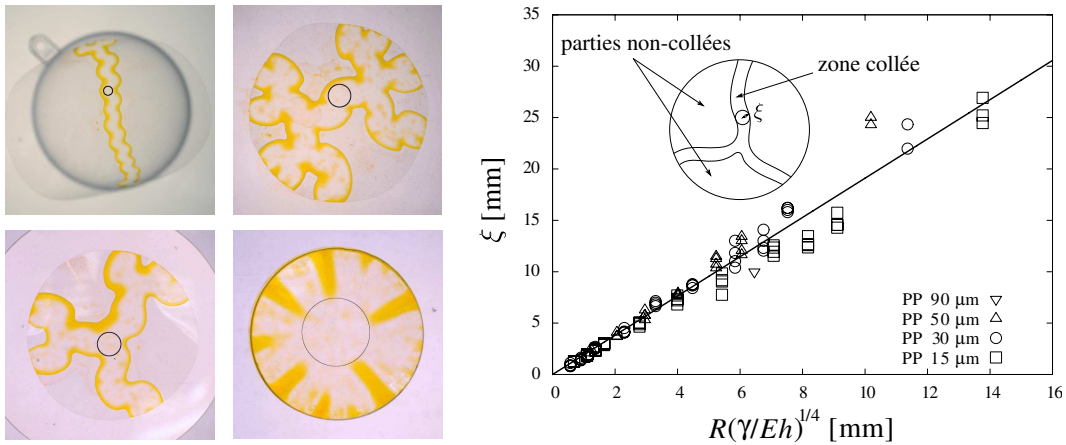 35
30
25
20
15
10
5
0
ξ [mm]
parties non-collées
zone collée
ξ
PP 90 μm
PP 50 μm
PP 30 μm
PP 15 μm
0 2 4 6 8 10 12 14 16
R(γ/Eh)^{1/4} [mm]